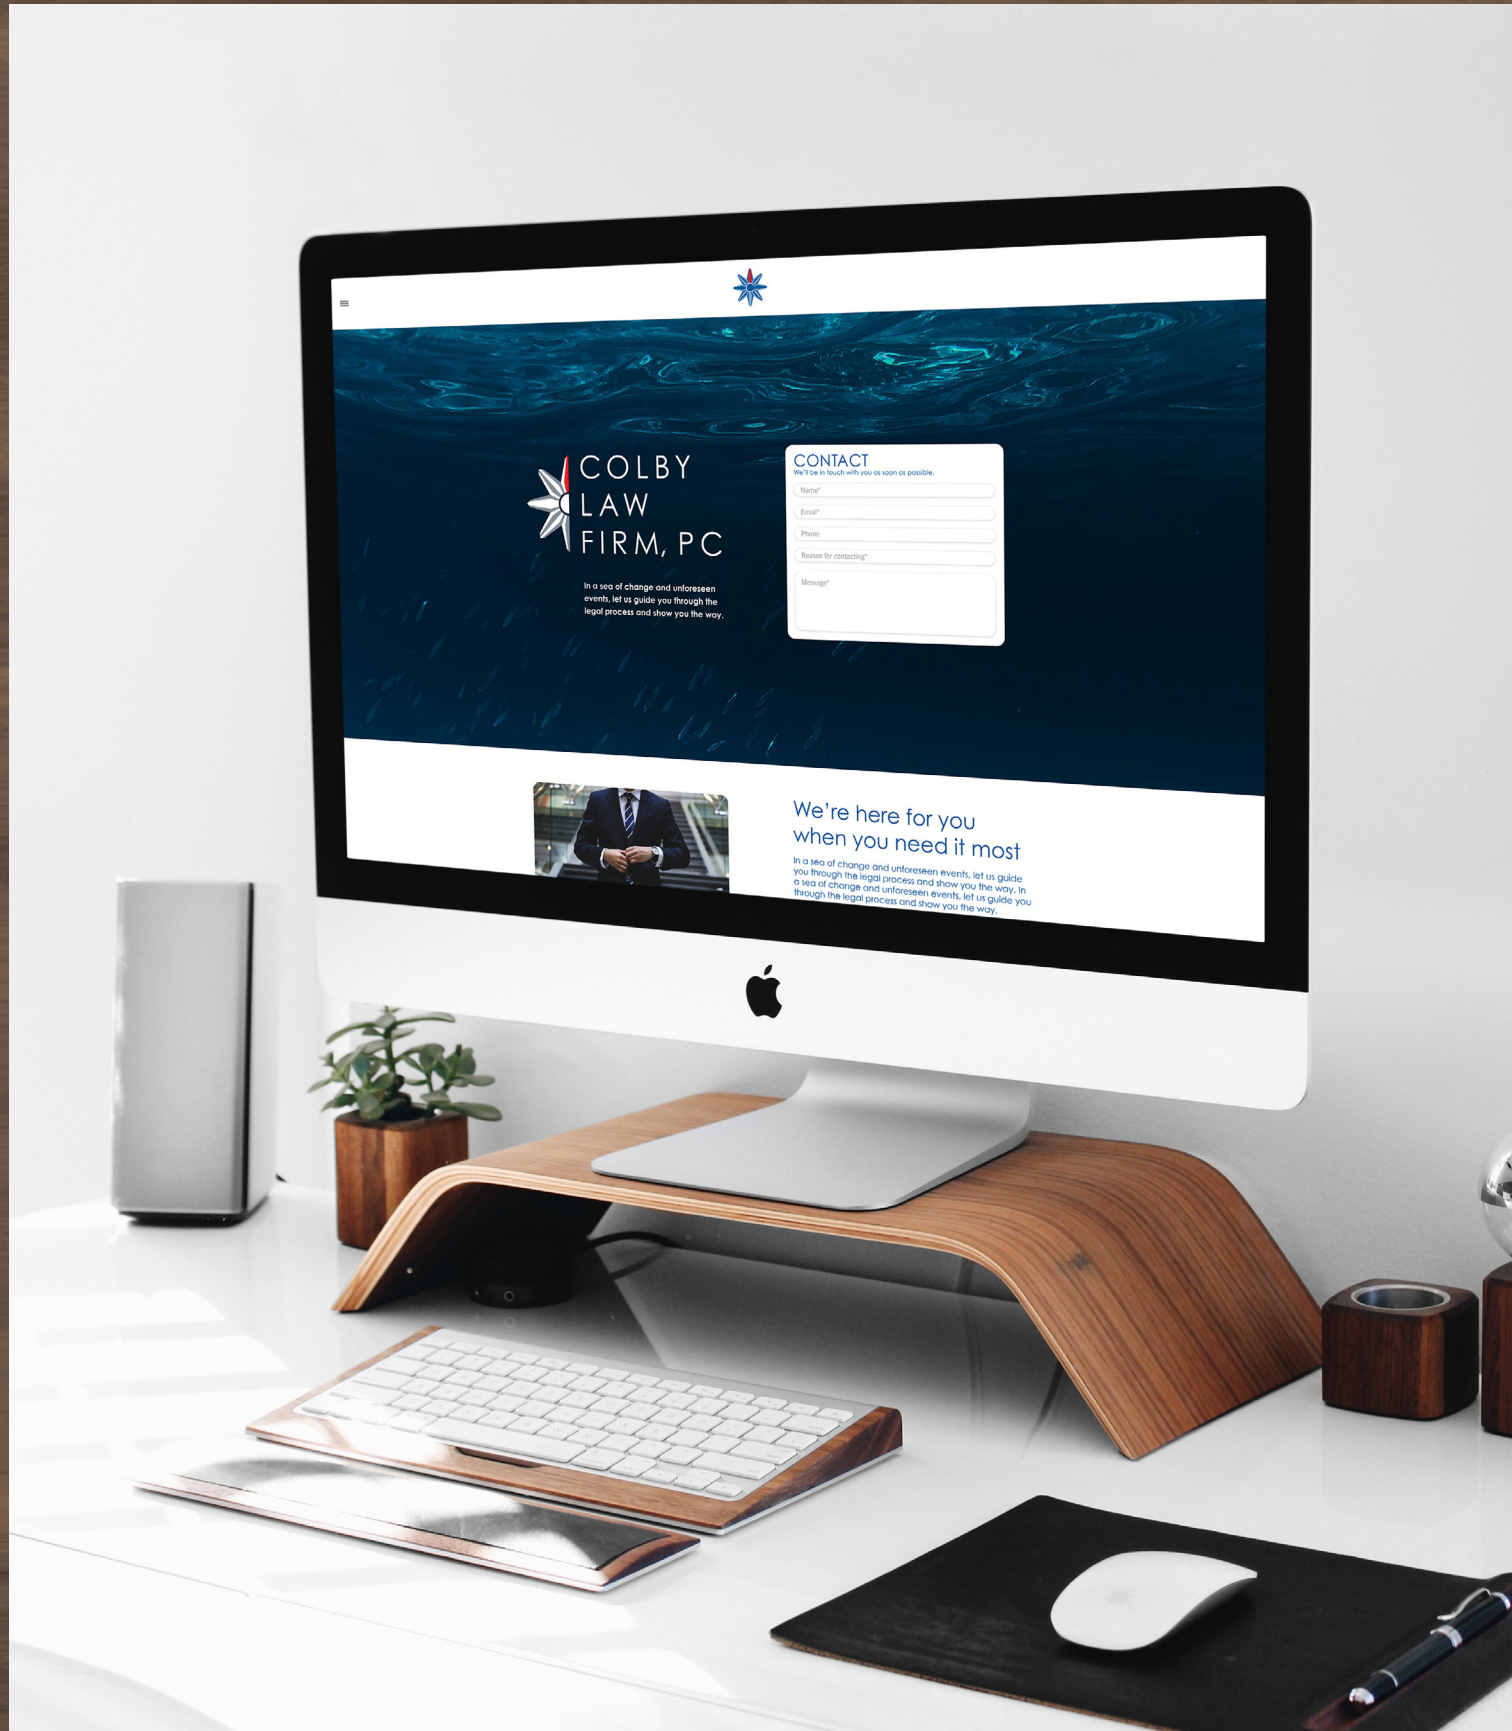 COLBY
LAW
FIRM, PC
In a sea of change and unforeseen
events, let us guide you through the
legal process and show you the way.
CONTACT
We'll be in touch with you as soon as possible.
Name*
Email*
Phone
Reason for contacting*
Message*
We're here for you
when you need it most
In a sea of change and unforeseen events, let us guide
you through the legal process and show you the way. In
a sea of change and unforeseen events, let us guide you
through the legal process and show you the way.